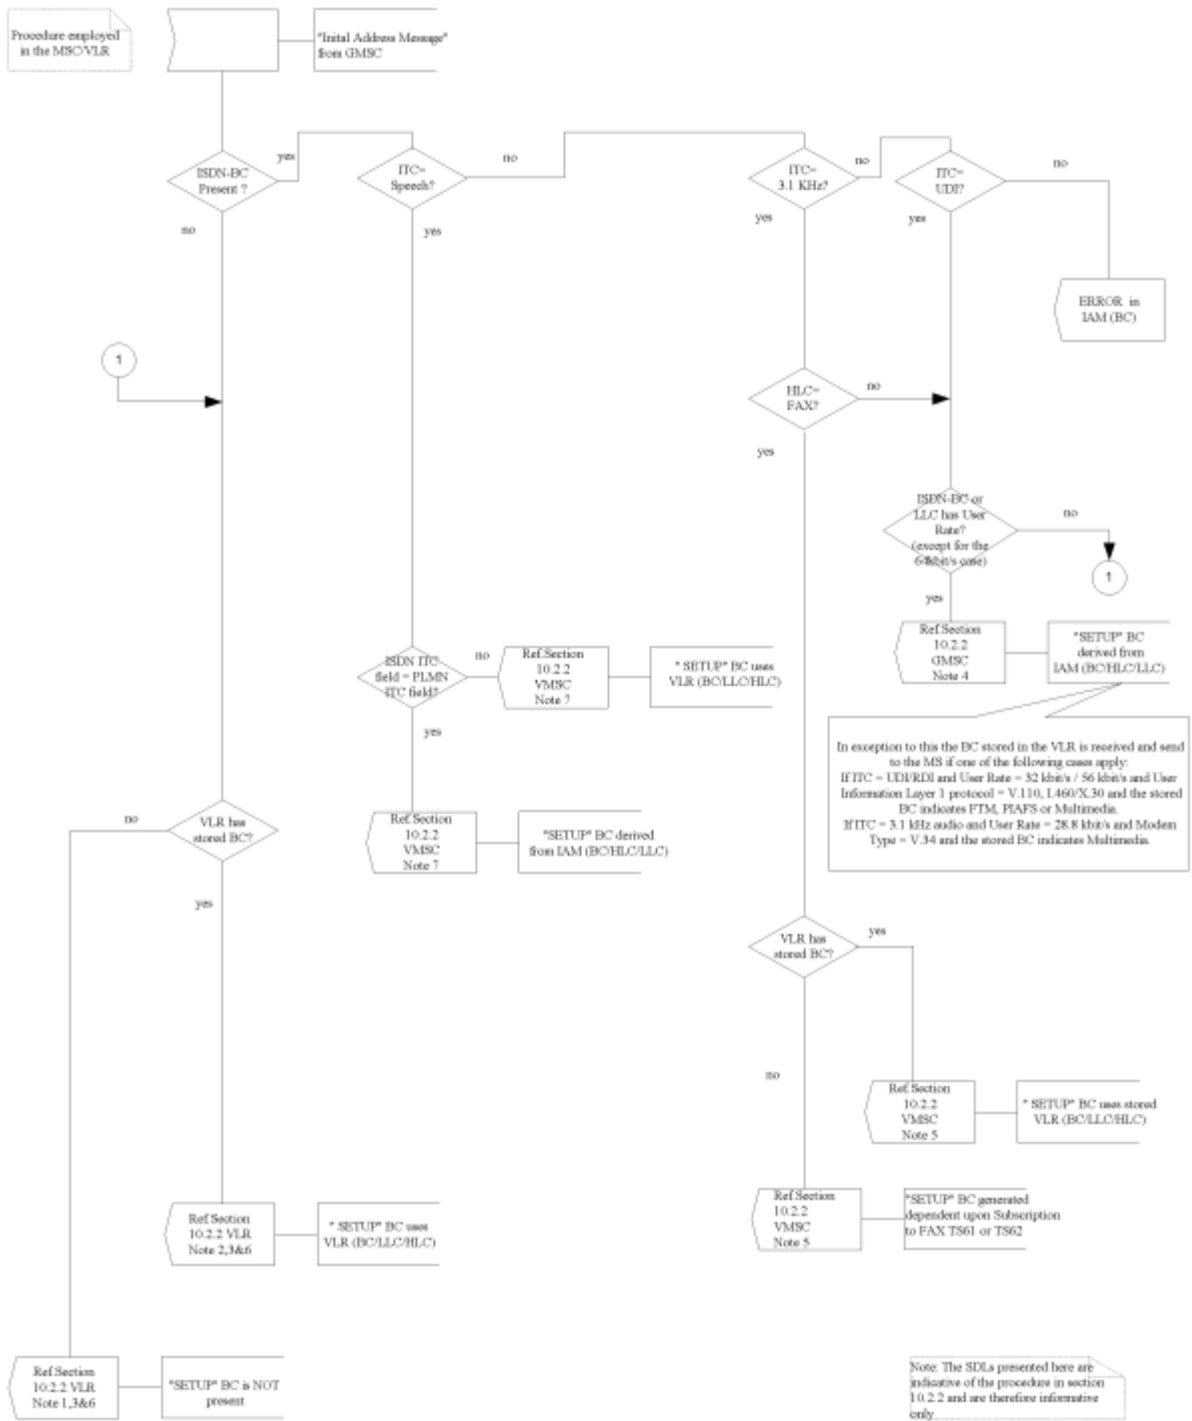 Procedure employed
in the MSC/VLR
"Inital Address Message"
from GMSC
ISDN-BC
Present ?
yes
no
ITC=
Speech?
no
yes
ITC=
3.1 KHz?
no
yes
ITC=
UDI?
no
yes
ERROR in
IAM (BC)
1
HLC=
FAX?
no
yes
ISDN-BC or
LLC has User
Rate?
(except for the
64kbit/s case)
no
1
yes
Ref.Section
10.2.2
GMSC
Note 4
"SETUP" BC
derived from
IAM (BC/HLC/LLC)
ISDN ITC
field = PLMN
ITC field?
no
Ref.Section
10.2.2
VMSC
Note 7
" SETUP" BC uses
VLR (BC/LLC/HLC)
yes
In exception to this the BC stored in the VLR is received and send
to the MS if one of the following cases apply:
If ITC = UDI/RDI and User Rate = 32 kbit/s / 56 kbit/s and User
Information Layer 1 protocol = V.110, I.460/X.30 and the stored
BC indicates FTM, PIAFS or Multimedia.
If ITC = 3.1 kHz audio and User Rate = 28.8 kbit/s and Modem
Type = V.34 and the stored BC indicates Multimedia.
VLR has
stored BC?
no
yes
Ref.Section
10.2.2
VMSC
Note 7
"SETUP" BC derived
from IAM (BC/HLC/LLC)
VLR has
stored BC?
yes
no
Ref.Section
10.2.2
VMSC
Note 5
" SETUP" BC uses stored
VLR (BC/LLC/HLC)
Ref.Section
10.2.2
VMSC
Note 5
"SETUP" BC generated
dependent upon Subscription
to FAX TS61 or TS62
Ref.Section
10.2.2 VLR
Note 2,3&6
" SETUP" BC uses
VLR (BC/LLC/HLC)
Ref.Section
10.2.2 VLR
Note 1,3&6
"SETUP" BC is NOT
present
Note: The SDLs presented here are
indicative of the procedure in section
10.2.2 and are therefore informative
only